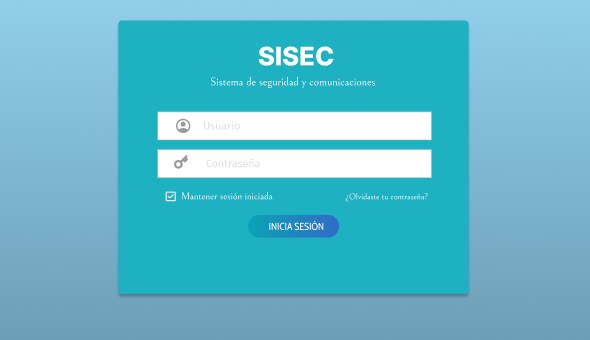 SISEC
Sistema de seguridad y comunicaciones
Usuario
Contraseña
Mantener sesión iniciada
¿Olvidaste tu contraseña?
INICIA SESIÓN